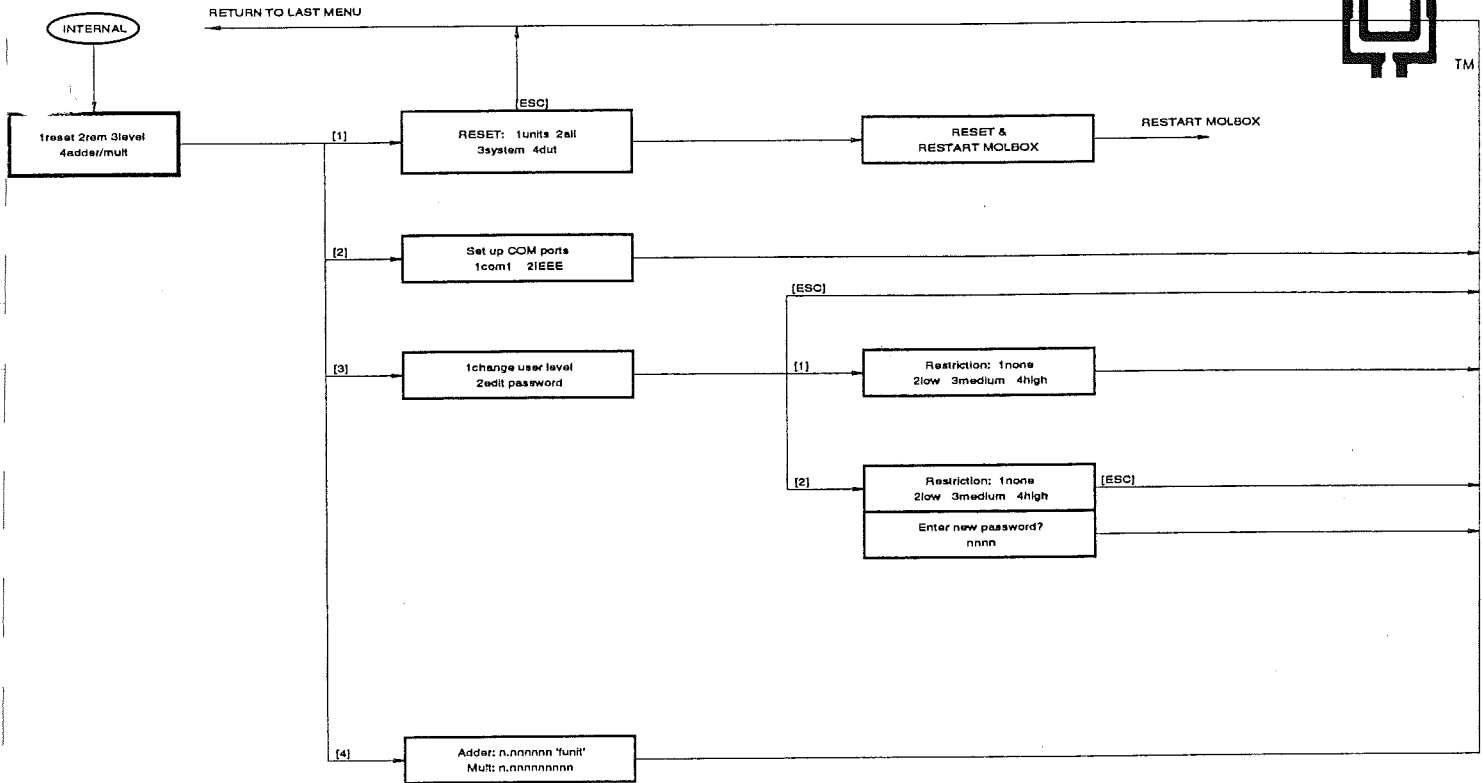 RETURN TO LAST MENU
INTERNAL
TM
1reset 2rem 3level
4adder/mult
[1]
[ESC]
RESET: 1units 2all
3system 4dut
RESET &
RESTART MOLBOX
RESTART MOLBOX
[2]
Set up COM ports
1com1 2IEEE
[ESC]
[3]
1change user level
2edit password
[1]
Restriction: 1none
2low 3medium 4high
[2]
Restriction: 1none
2low 3medium 4high
[ESC]
Enter new password?
nnnn
[4]
Adder: n.nnnnnn 'funit'
Mult: n.nnnnnnnnn